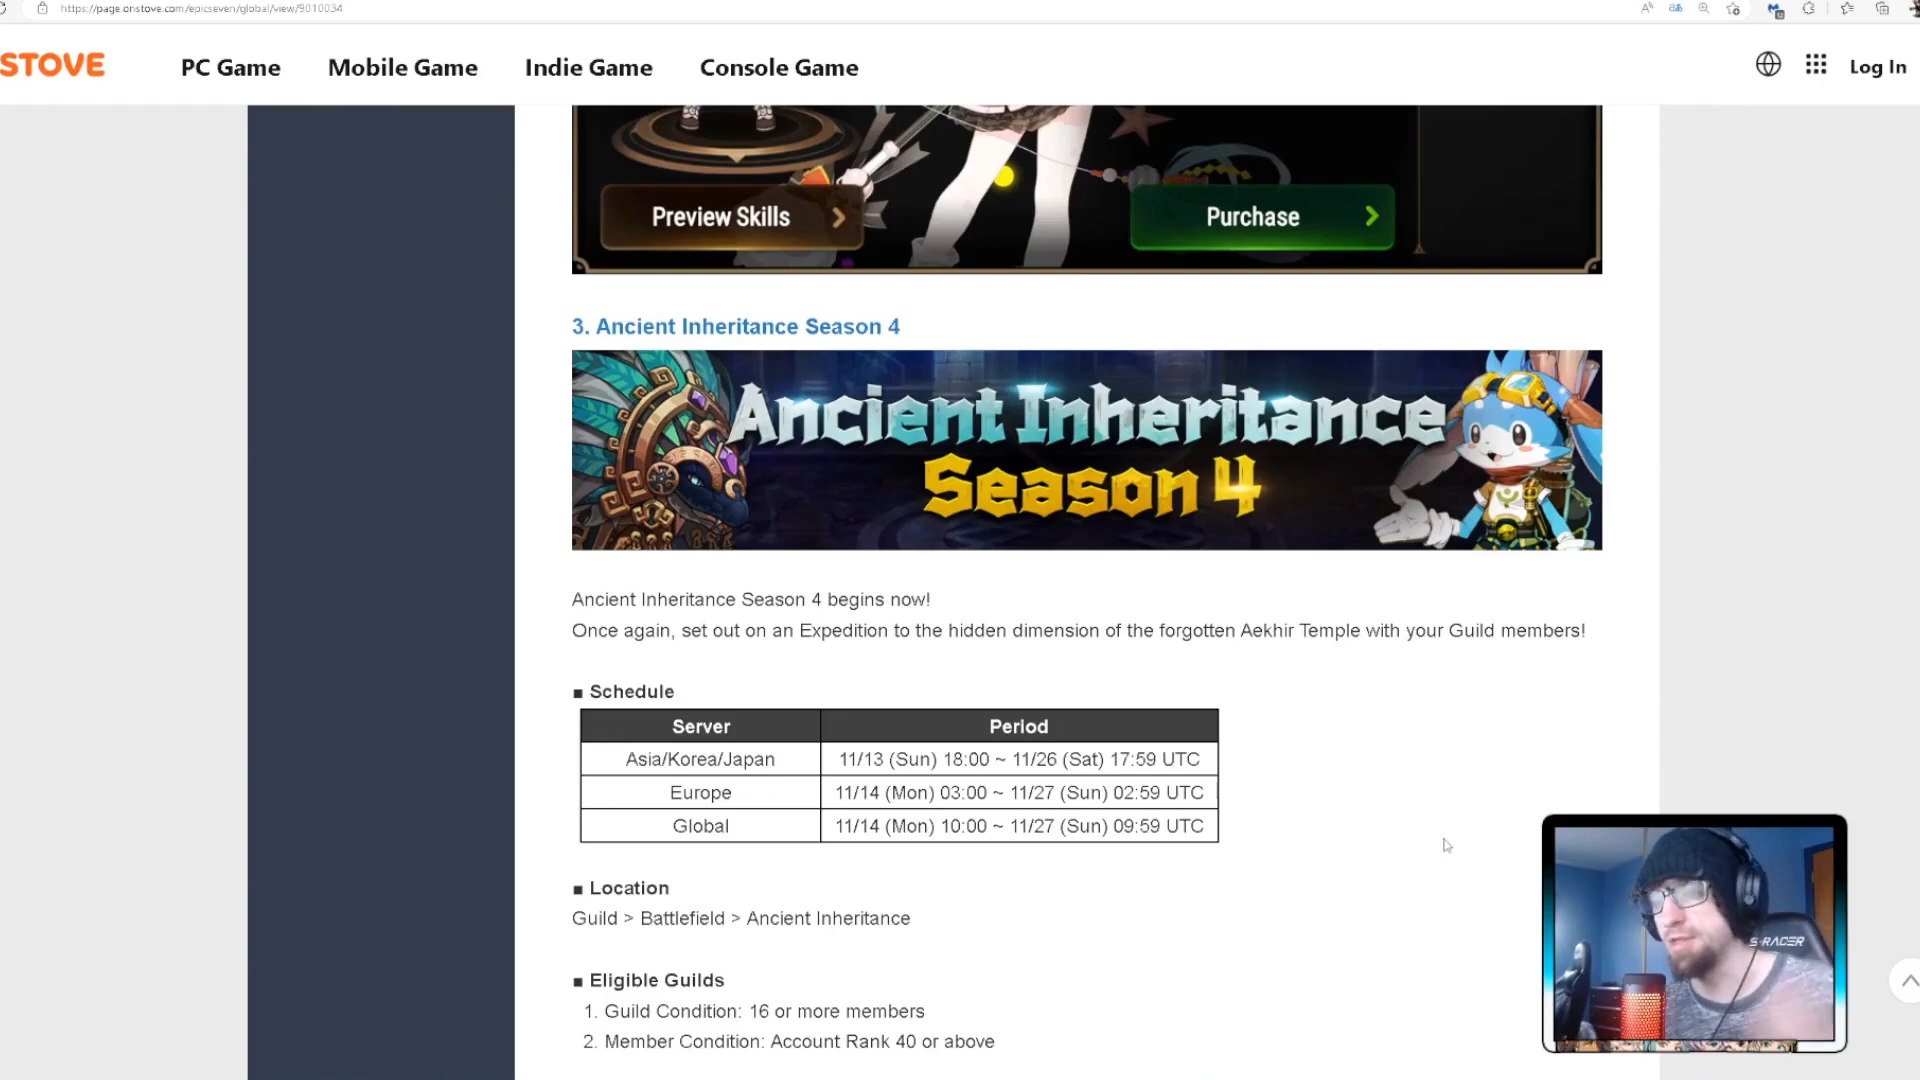 https://page.onstove.com/epicseven/global/view/9010034
STOVE
PC Game
Mobile Game
Indie Game
Console Game
Log In
Preview Skills
Purchase
3. Ancient Inheritance Season 4
Ancient Inheritance
Season 4
Ancient Inheritance Season 4 begins now!
Once again, set out on an Expedition to the hidden dimension of the forgotten Aekhir Temple with your Guild members!
■ Schedule
Server Period
Asia/Korea/Japan 11/13 (Sun) 18:00 ~ 11/26 (Sat) 17:59 UTC
Europe 11/14 (Mon) 03:00 ~ 11/27 (Sun) 02:59 UTC
Global 11/14 (Mon) 10:00 ~ 11/27 (Sun) 09:59 UTC
■ Location
Guild > Battlefield > Ancient Inheritance
■ Eligible Guilds
1. Guild Condition: 16 or more members
2. Member Condition: Account Rank 40 or above
S-RACER